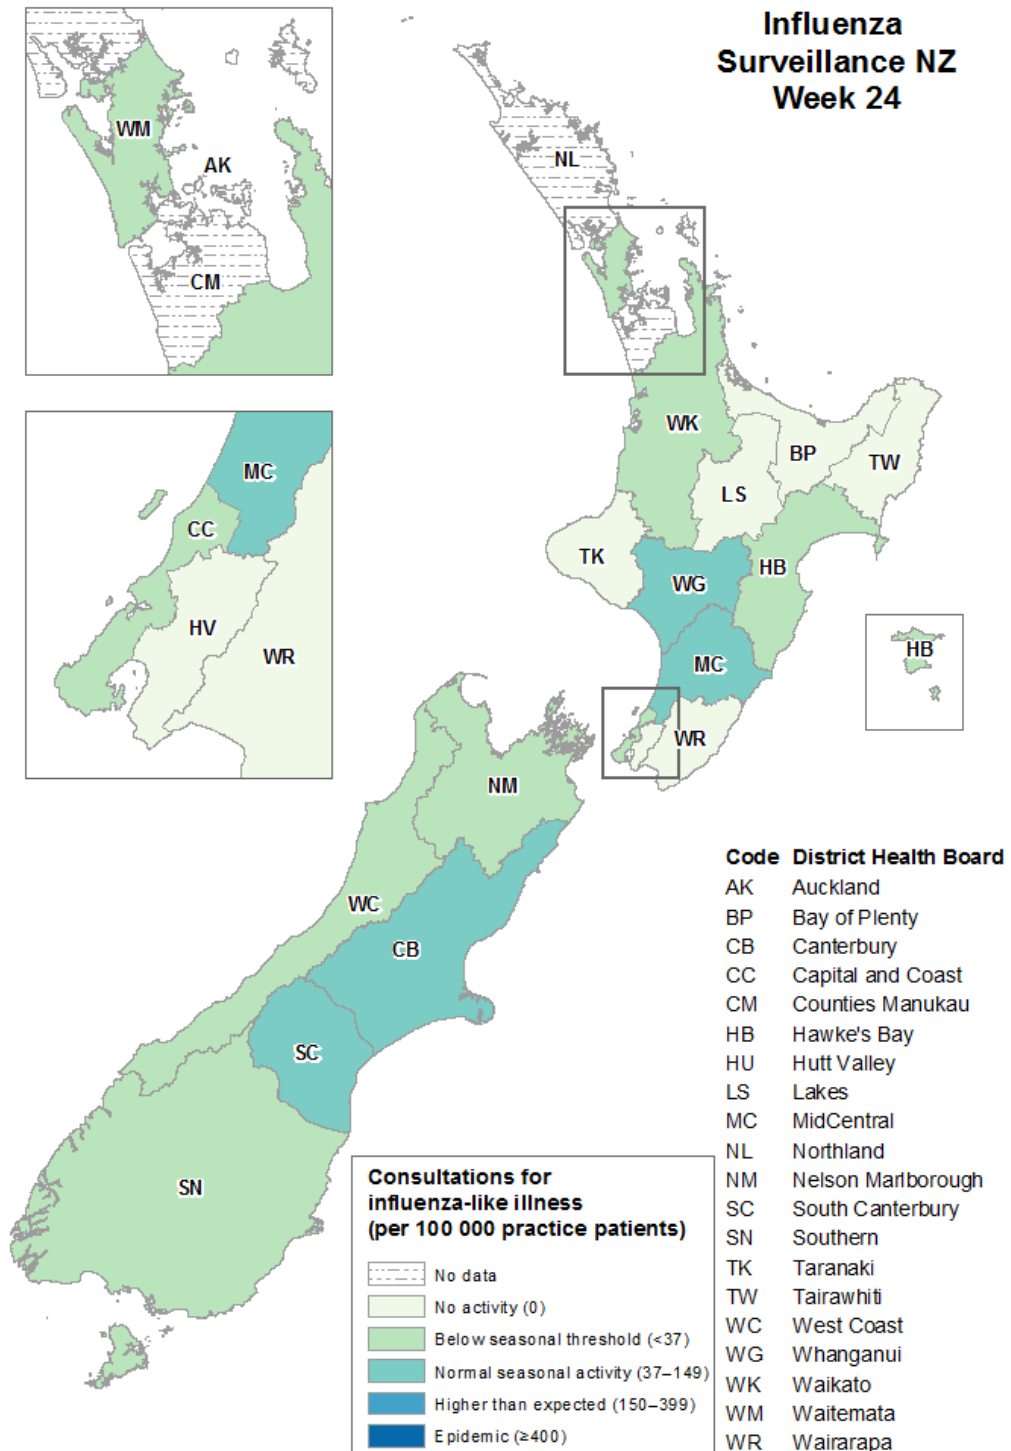 Influenza
Surveillance NZ
Week 24
WM
AK
CM
NL
WK
BP
TW
LS
TK
WG
HB
MC
WR
HB
MC
CC
HV
WR
NM
WC
CB
SC
SN
Consultations for
influenza-like illness
(per 100 000 practice patients)
No data
No activity (0)
Below seasonal threshold (<37)
Normal seasonal activity (37–149)
Higher than expected (150–399)
Epidemic (≥400)
Code District Health Board
AK Auckland
BP Bay of Plenty
CB Canterbury
CC Capital and Coast
CM Counties Manukau
HB Hawke's Bay
HU Hutt Valley
LS Lakes
MC MidCentral
NL Northland
NM Nelson Marlborough
SC South Canterbury
SN Southern
TK Taranaki
TW Tairawhiti
WC West Coast
WG Whanganui
WK Waikato
WM Waitemata
WR Wairarapa